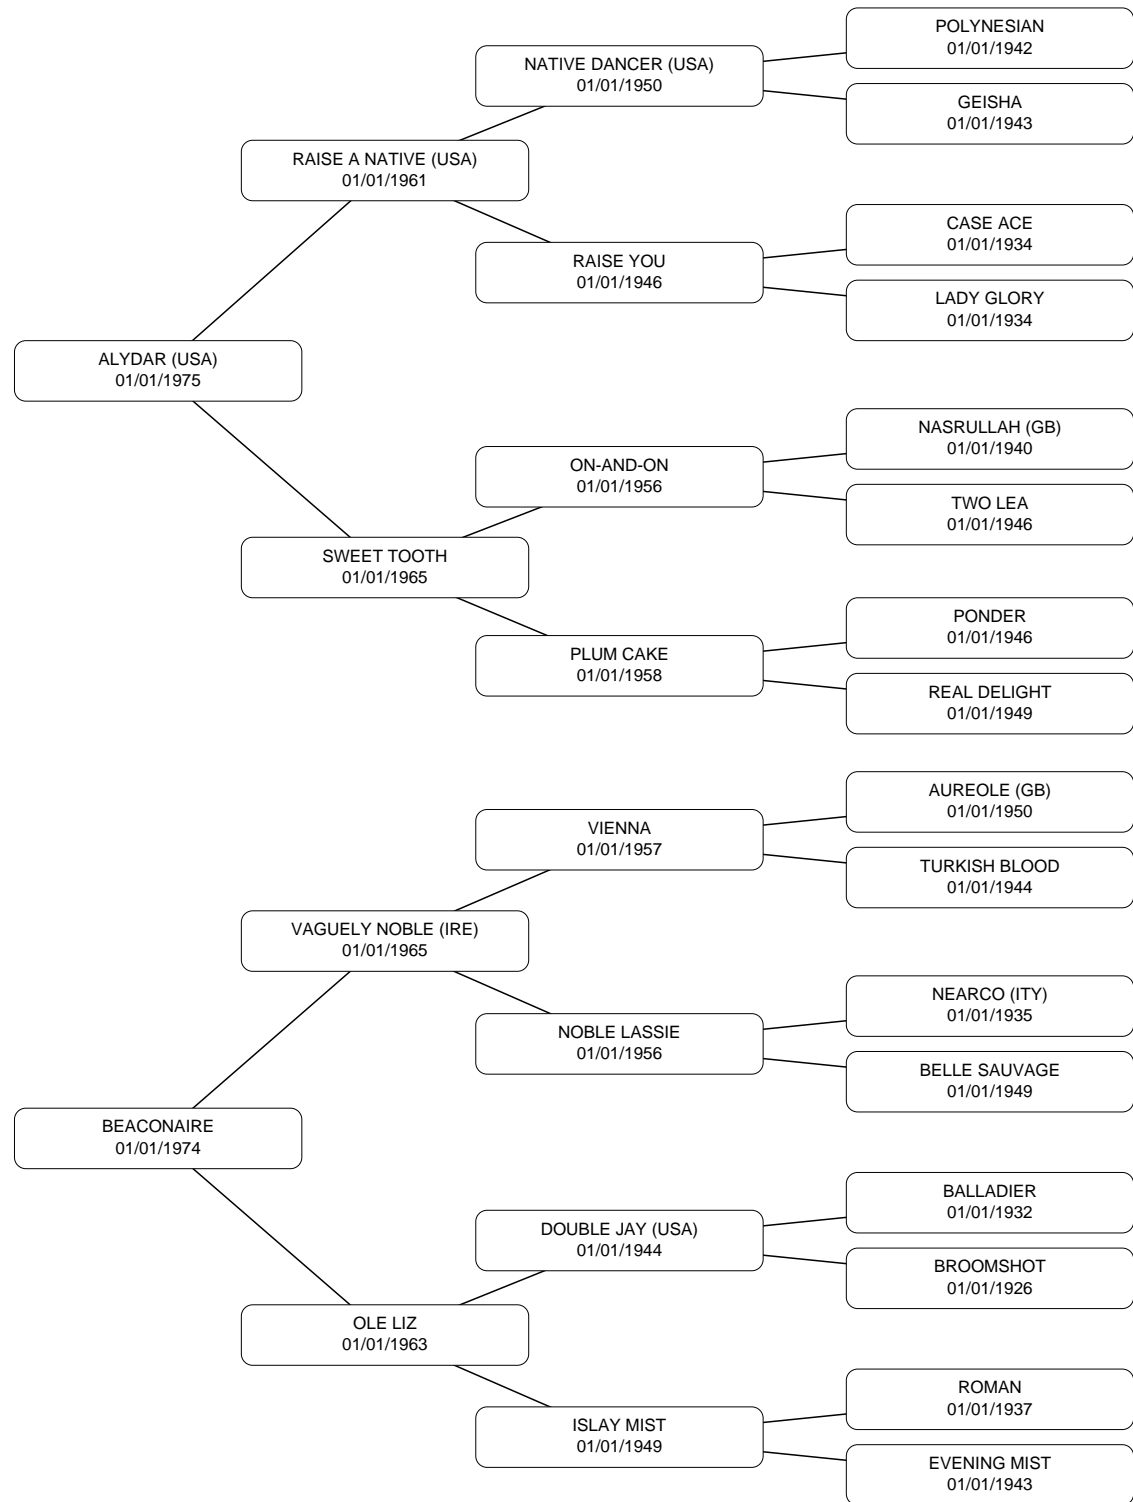 POLYNESIAN
01/01/1942
NATIVE DANCER (USA)
01/01/1950
GEISHA
01/01/1943
RAISE A NATIVE (USA)
01/01/1961
CASE ACE
01/01/1934
RAISE YOU
01/01/1946
LADY GLORY
01/01/1934
ALYDAR (USA)
01/01/1975
NASRULLAH (GB)
01/01/1940
ON-AND-ON
01/01/1956
TWO LEA
01/01/1946
SWEET TOOTH
01/01/1965
PONDER
01/01/1946
PLUM CAKE
01/01/1958
REAL DELIGHT
01/01/1949
AUREOLE (GB)
01/01/1950
VIENNA
01/01/1957
TURKISH BLOOD
01/01/1944
VAGUELY NOBLE (IRE)
01/01/1965
NEARCO (ITY)
01/01/1935
NOBLE LASSIE
01/01/1956
BELLE SAUVAGE
01/01/1949
BEACONAIRE
01/01/1974
BALLADIER
01/01/1932
DOUBLE JAY (USA)
01/01/1944
BROOMSHOT
01/01/1926
OLE LIZ
01/01/1963
ROMAN
01/01/1937
ISLAY MIST
01/01/1949
EVENING MIST
01/01/1943